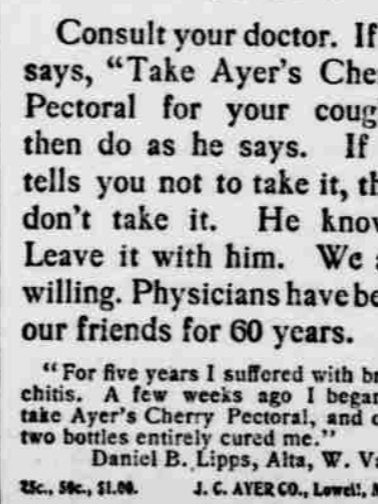 Consult your doctor. If
says, "Take Ayer's Che
Pectoral for your coug
then do as he says. If
tells you not to take it, th
don't take it. He know
Leave it with him. We a
willing. Physicians have be
our friends for 60 years.
"For five years I suffered with br
chitis. A few weeks ago I began
take Ayer's Cherry Pectoral, and o
two bottles entirely cured me."
Daniel B. Lipps, Alta, W. Va
25c., 50c., $1.00. J. C. AYER CO., Lowell, M